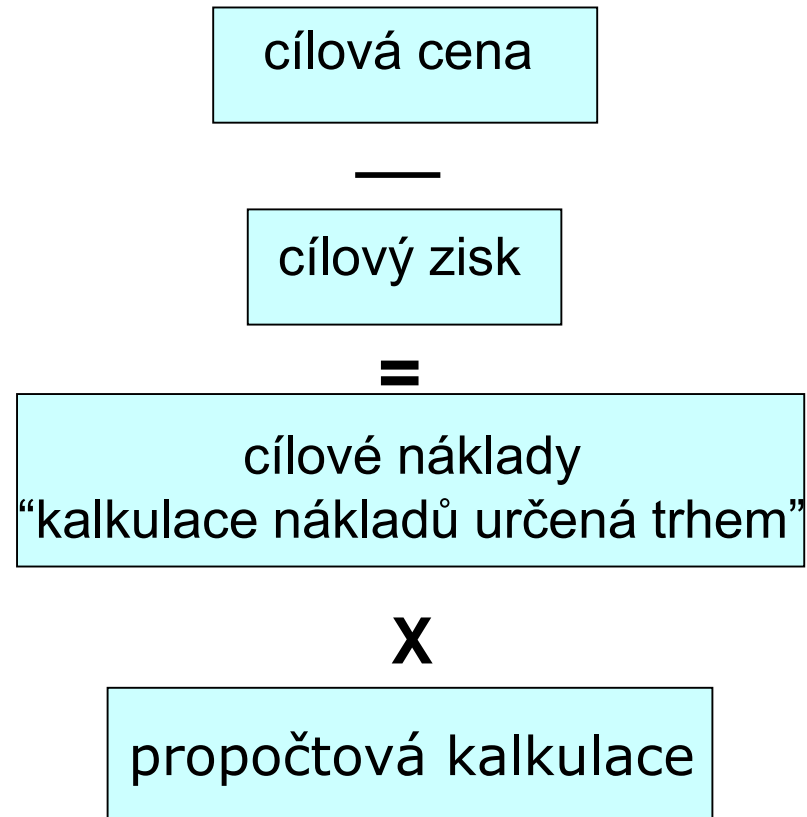 cílová cena
—
cílový zisk
=
cílové náklady
“kalkulace nákladů určená trhem”
X
propočtová kalkulace